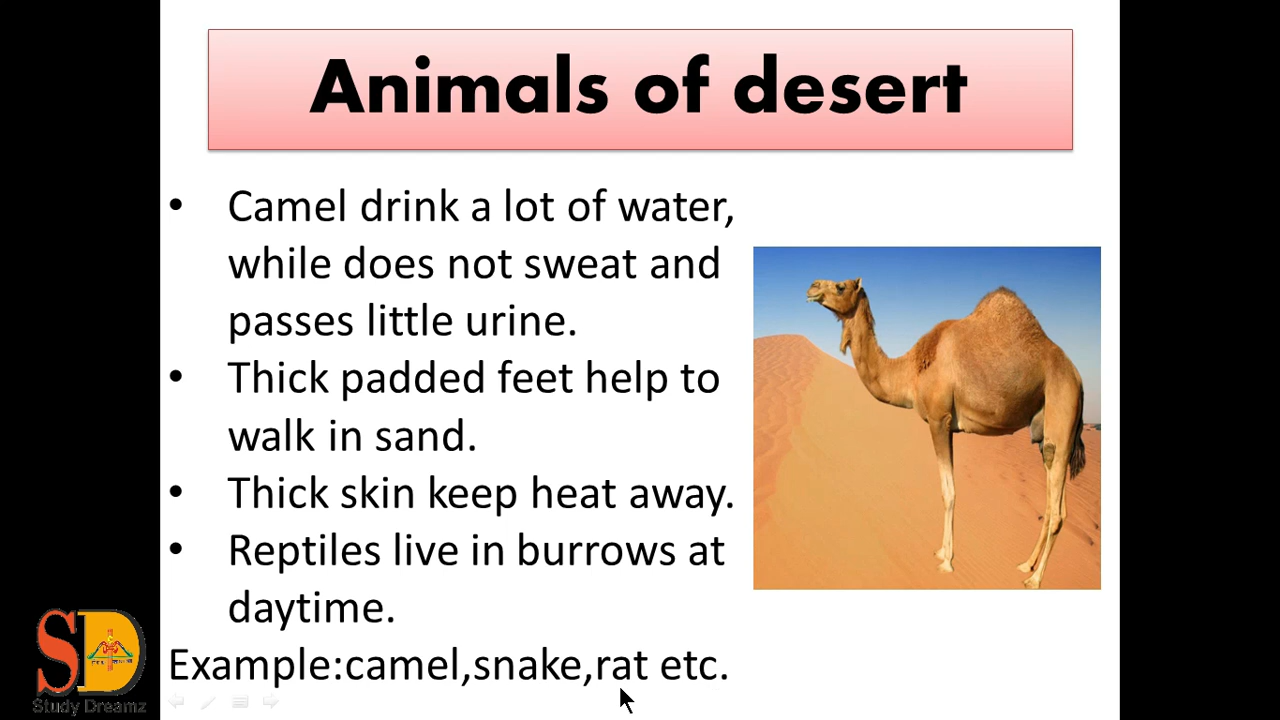 Animals of desert
• Camel drink a lot of water,
while does not sweat and
passes little urine.
• Thick padded feet help to
walk in sand.
• Thick skin keep heat away.
• Reptiles live in burrows at
daytime.
Example:camel,snake,rat etc.
SD
Study Dreamz